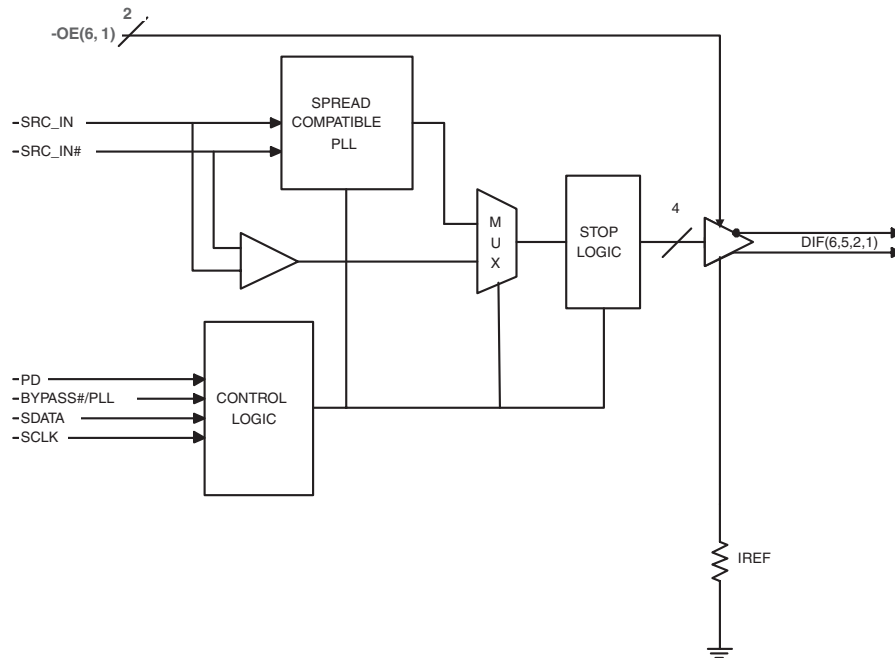 2
-OE(6, 1)
SPREAD
COMPATIBLE
PLL
SRC_IN
SRC_IN#
M
U
X
STOP
LOGIC
4
DIF(6,5,2,1)
PD
BYPASS#/PLL
SDATA
SCLK
CONTROL
LOGIC
IREF